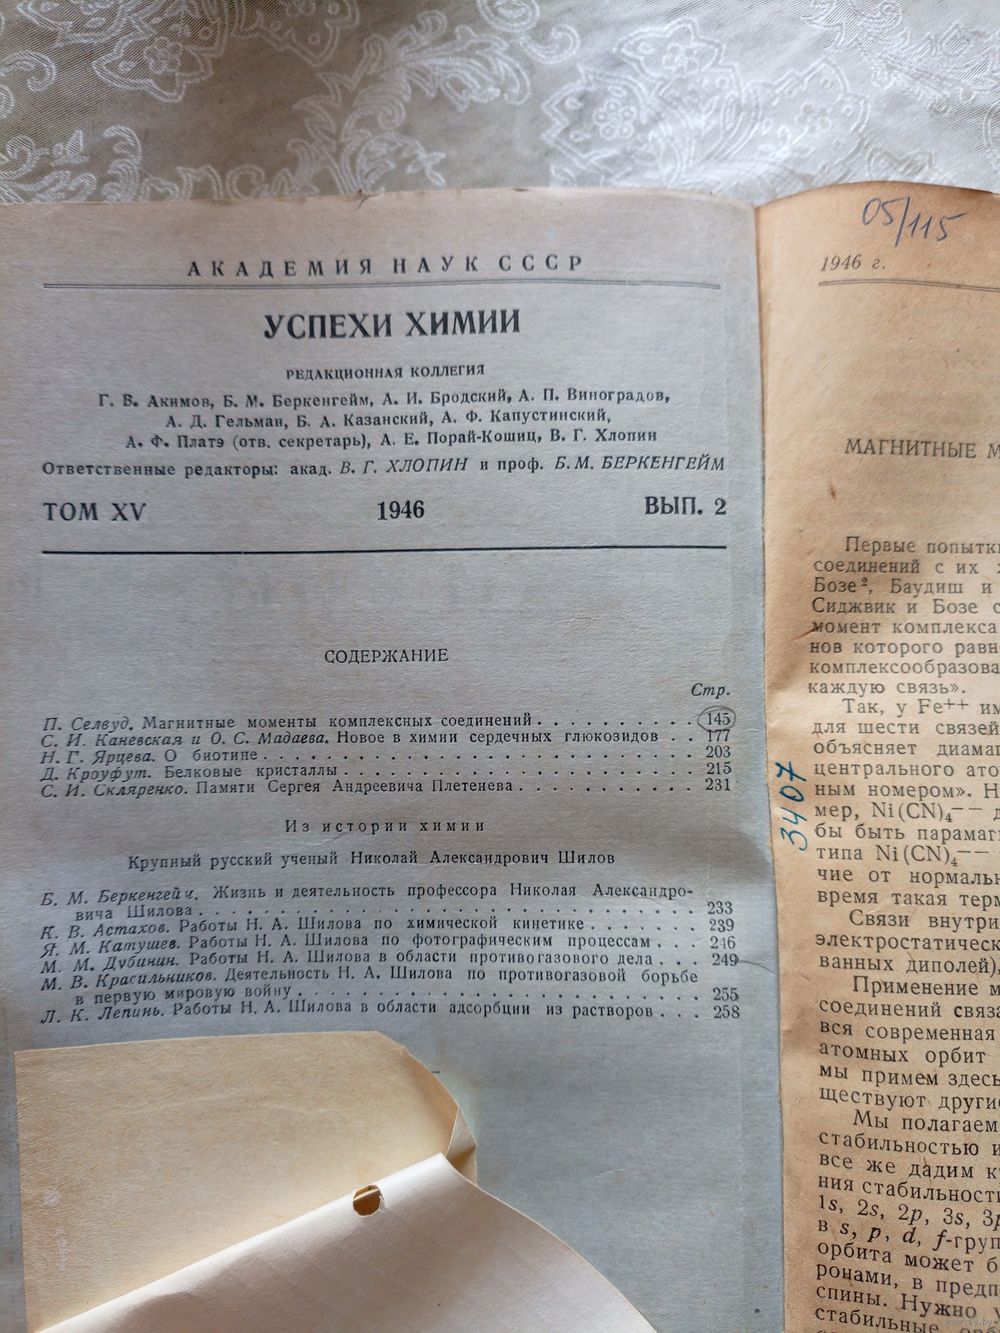 АКАДЕМИЯ НАУК СССР
УСПЕХИ ХИМИИ
РЕДАКЦИОННАЯ КОЛЛЕГИЯ
Г. В. Акимов, Б. М. Беркенгейм, А. И. Бродский, А. П. Виноградов,
А. Д. Гельман, Б. А. Казанский, А. Ф. Капустинский,
А. Ф. Платэ (отв. секретарь), А. Е. Порай-Кошиц, В. Г. Хлопин
Ответственные редакторы: акад. В. Г. ХЛОПИН и проф. Б. М. БЕРКЕНГЕЙМ
ТОМ XV 1946 ВЫП. 2
СОДЕРЖАНИЕ
Стр.
П. Селвуд. Магнитные моменты комплексных соединений . . . . . . . . . . 145
С. И. Каневская и О. С. Мадаева. Новое в химии сердечных глюкозидов . . 177
Н. Г. Ярцева. О биотине . . . . . . . . . . . . . . . . . . . . . . . . 203
Д. Кроуфут. Белковые кристаллы . . . . . . . . . . . . . . . . . . . . 215
С. И. Скляренко. Памяти Сергея Андреевича Плетенева . . . . . . . . . . 231
Из истории химии
Крупный русский ученый Николай Александрович Шилов
Б. М. Беркенгейм. Жизнь и деятельность профессора Николая Александро-
вича Шилова . . . . . . . . . . . . . . . . . . . . . . . . . . . 233
К. В. Астахов. Работы Н. А. Шилова по химической кинетике . . . . . . . 239
Я. М. Катушев. Работы Н. А. Шилова по фотографическим процессам . . . . 246
М. М. Дубинин. Работы Н. А. Шилова в области противогазового дела . . . 249
М. В. Красильников. Деятельность Н. А. Шилова по противогазовой борьбе
в первую мировую войну . . . . . . . . . . . . . . . . . . . . . . 255
Л. К. Лепинь. Работы Н. А. Шилова в области адсорбции из растворов . . . 258
05/115
1946 г.
МАГНИТНЫЕ М
Первые попытк
соединений с их
Бозе², Баудиш и
Сиджвик и Бозе с
момент комплекса
нов которого равн
комплексообразова
каждую связь».
Так, у Fe++ им
для шести связей
объясняет диамаг
центрального ато
ным номером». Н
мер, Ni(CN)₄−− д
бы быть парамагн
типа Ni(CN)₄−−
чие от нормальн
время такая терм
Связи внутри
электростатическ
ванных диполей),
Применение м
соединений связа
вся современная
атомных орбит
мы примем здесь
ществуют другие
Мы полагаем
стабильностью и
все же дадим к
ния стабильности
1s, 2s, 2p, 3s, 3p
в s, p, d, f-груп
орбита может б
ронами, в предп
спины. Нужно у
стабильные
3407
www.ay.by